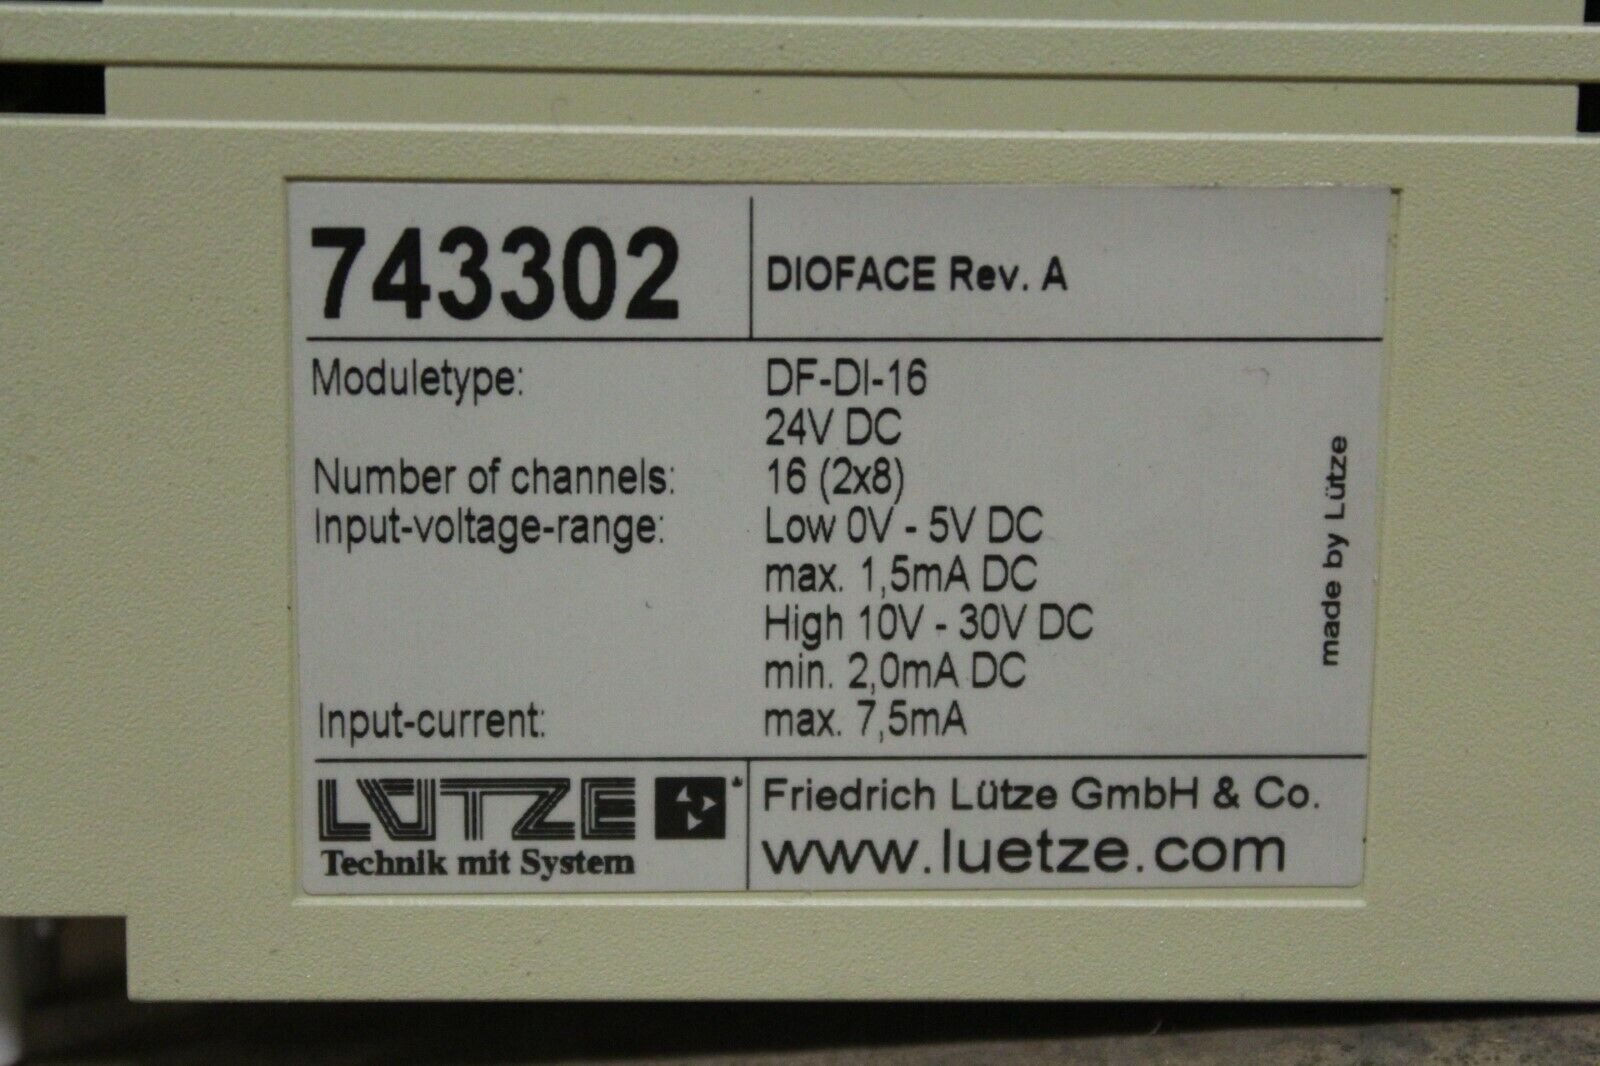 743302
DIOFACE Rev. A
Moduletype: DF-DI-16
24V DC
Number of channels: 16 (2x8)
Input-voltage-range: Low 0V - 5V DC
max. 1,5mA DC
High 10V - 30V DC
min. 2,0mA DC
Input-current: max. 7,5mA
made by Lütze
LÜTZE
Technik mit System
Friedrich Lütze GmbH & Co.
www.luetze.com